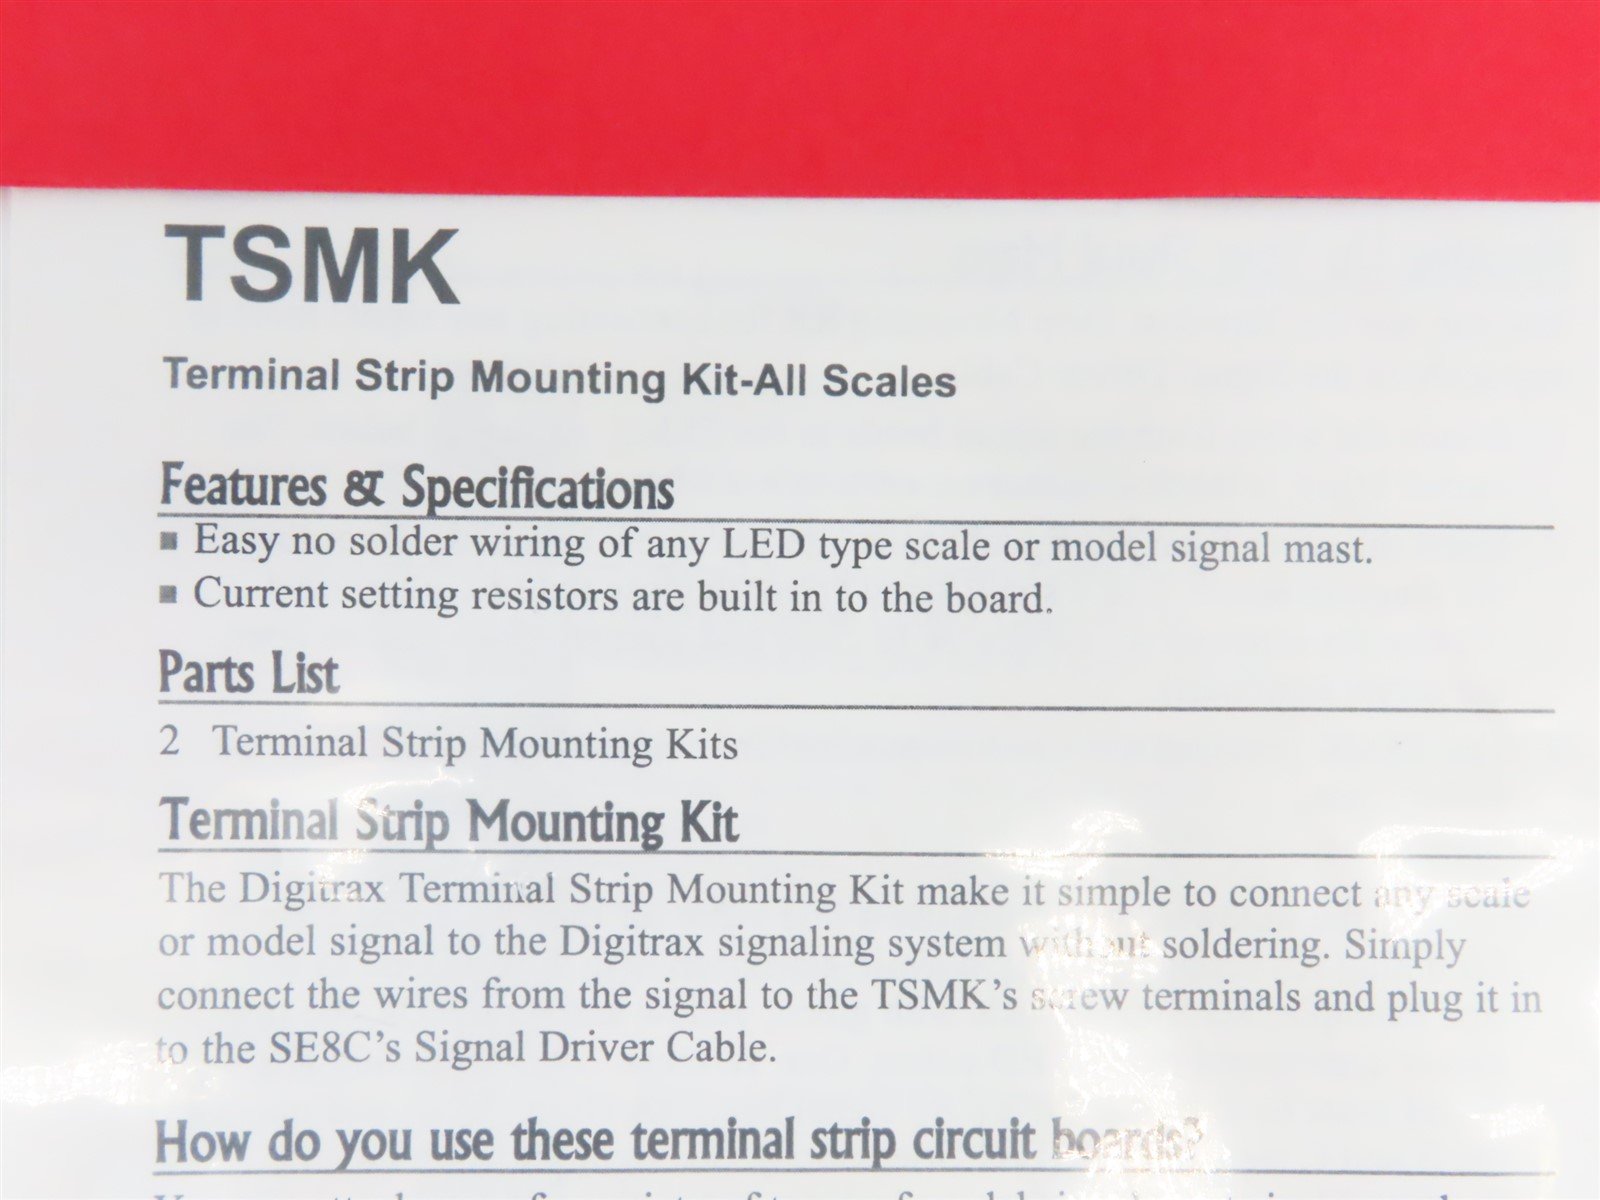 TSMK
Terminal Strip Mounting Kit-All Scales
Features & Specifications
▪ Easy no solder wiring of any LED type scale or model signal mast.
▪ Current setting resistors are built in to the board.
Parts List
2 Terminal Strip Mounting Kits
Terminal Strip Mounting Kit
The Digitrax Terminal Strip Mounting Kit make it simple to connect any scale
or model signal to the Digitrax signaling system without soldering. Simply
connect the wires from the signal to the TSMK's screw terminals and plug it in
to the SE8C's Signal Driver Cable.
How do you use these terminal strip circuit boards?